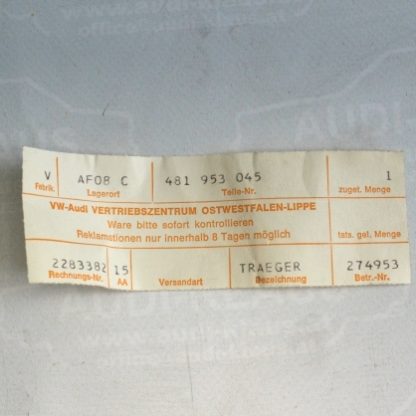 V AF08 C 481 953 045 1
Fabrik. Lagerort Teile-Nr. zuget. Menge
VW-Audi VERTRIEBSZENTRUM OSTWESTFALEN-LIPPE
Ware bitte sofort kontrollieren
Reklamationen nur innerhalb 8 Tagen möglich tats. gel. Menge
2283382 15 TRAEGER 274953
Rechnungs-Nr. AA Versandart Bezeichnung Betr.-Nr.